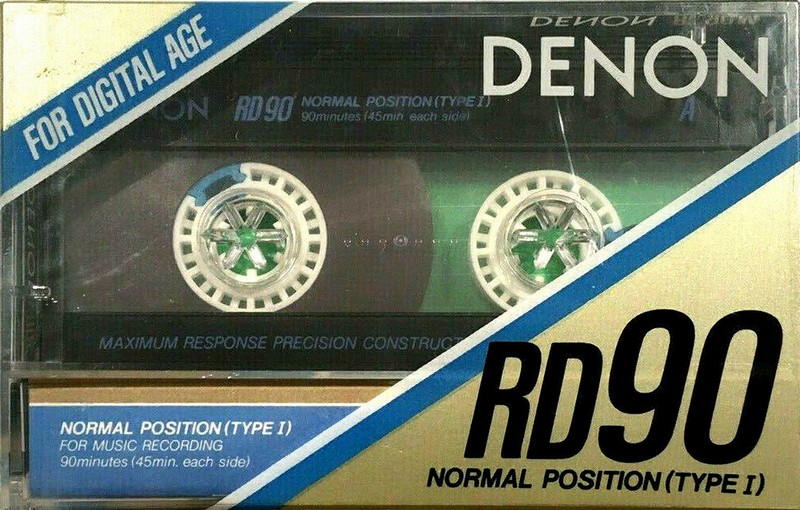 FOR DIGITAL AGE
DENON
DENON
RD90 NORMAL POSITION (TYPE I)
90minutes (45min. each side)
A
MAXIMUM RESPONSE PRECISION CONSTRUCT
RD90
NORMAL POSITION (TYPE I)
NORMAL POSITION (TYPE I)
FOR MUSIC RECORDING
90minutes (45min. each side)